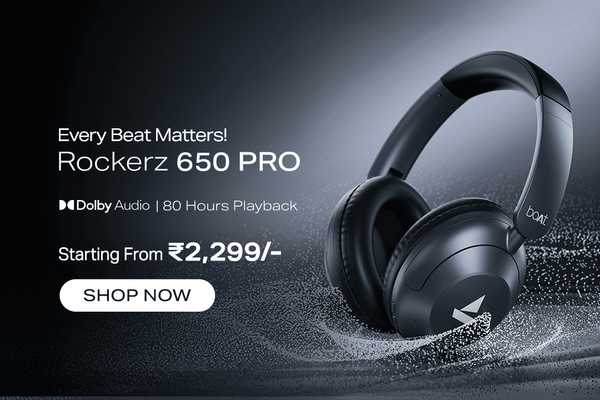 Every Beat Matters!
Rockerz 650 PRO
Dolby Audio | 80 Hours Playback
Starting From ₹2,299/-
SHOP NOW
boAt